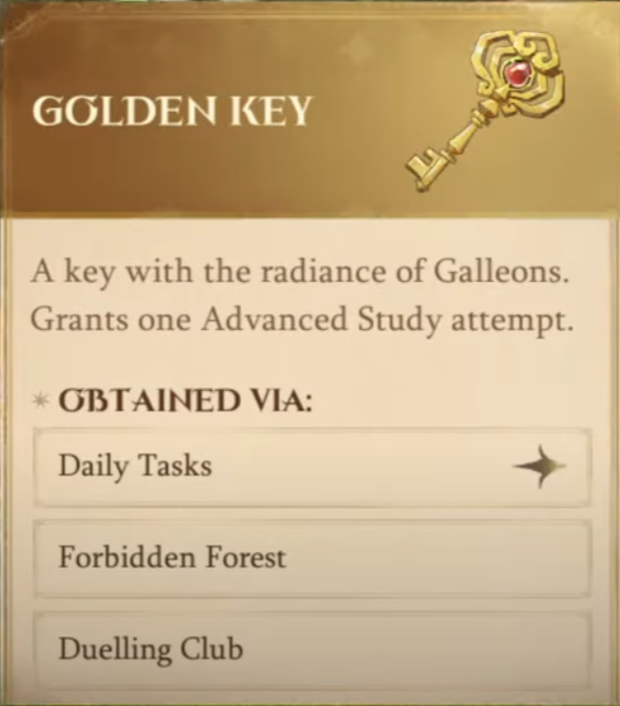 GOLDEN KEY
A key with the radiance of Galleons.
Grants one Advanced Study attempt.
OBTAINED VIA:
Daily Tasks
Forbidden Forest
Duelling Club